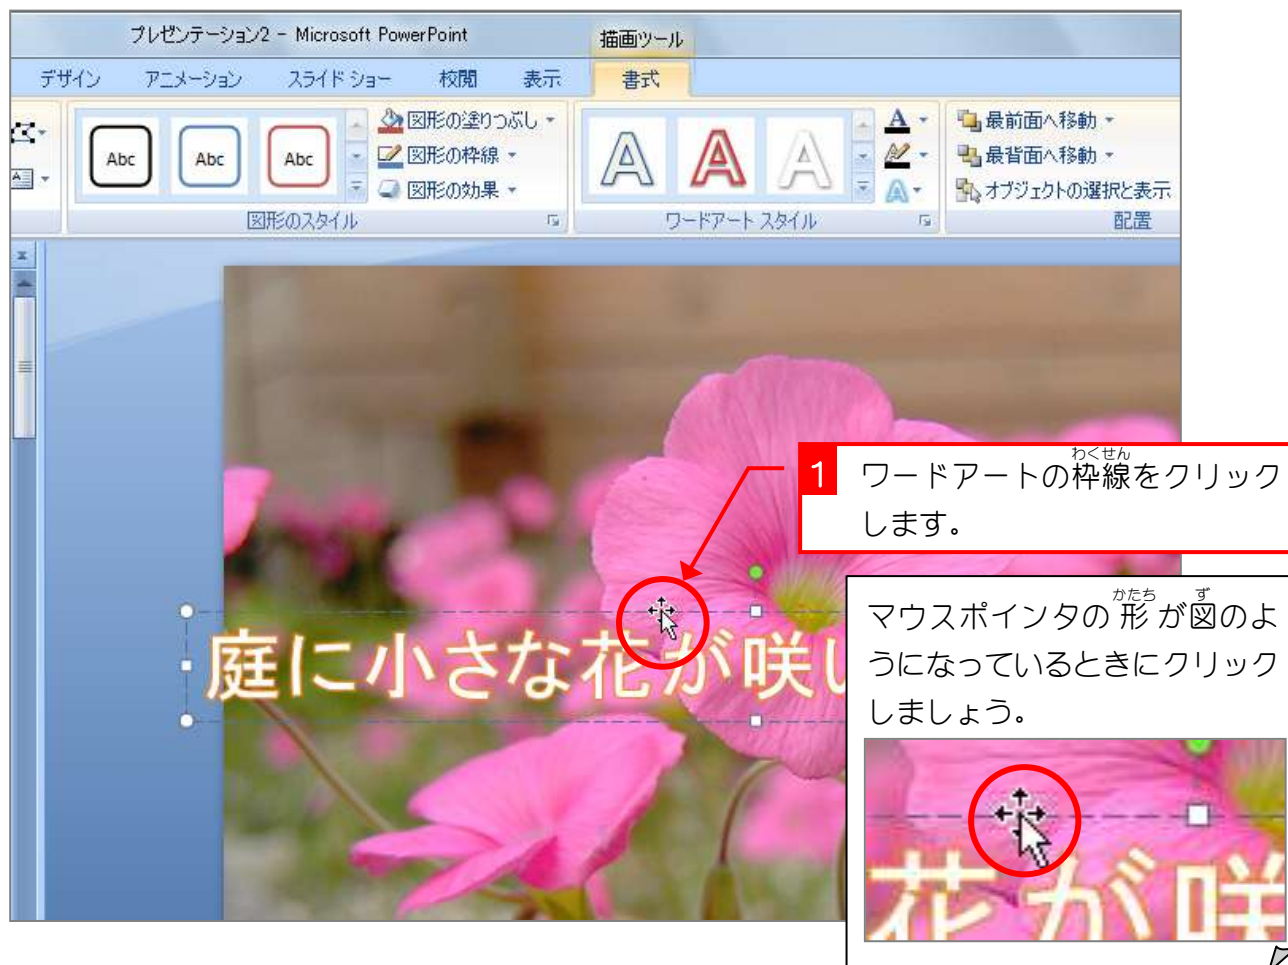 プレゼンテーション2 - Microsoft PowerPoint
描画ツール
デザイン アニメーション スライド ショー 校閲 表示 書式
Abc Abc Abc
図形の塗りつぶし
図形の枠線
図形の効果
図形のスタイル
A A A
A
A
ワードアート スタイル
最前面へ移動
最背面へ移動
オブジェクトの選択と表示
配置
1
わくせん
ワードアートの枠線をクリック
します。
庭に小さな花が咲い
かたち ず
マウスポインタの形が図のよ
うになっているときにクリック
しましょう。
花が咲